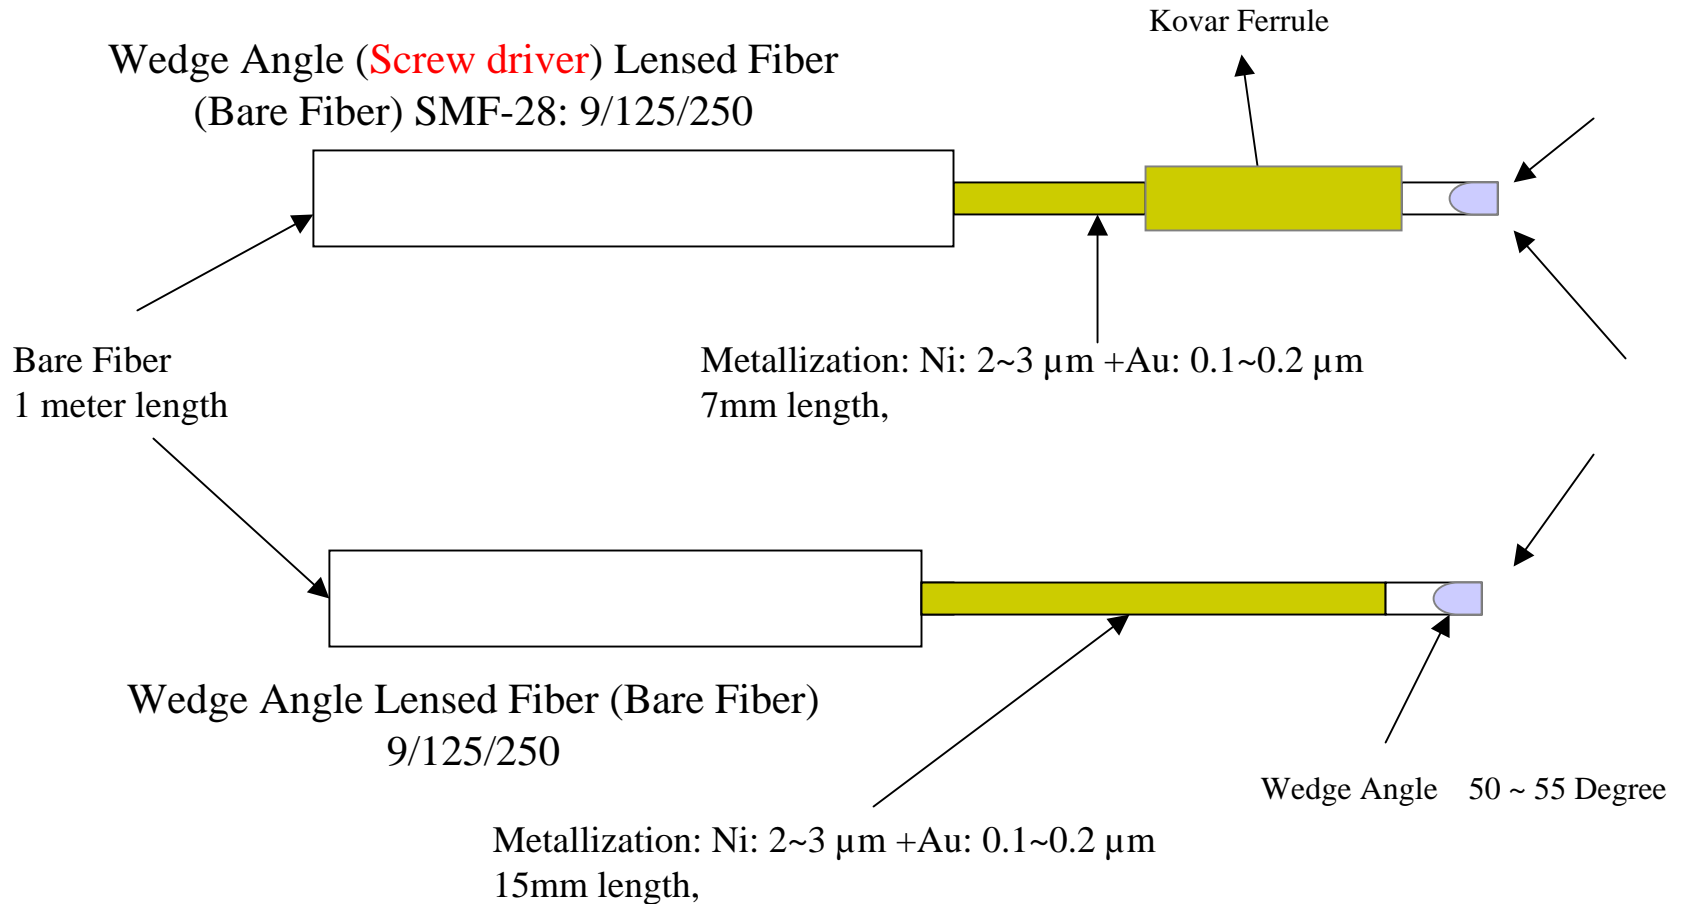 Kovar Ferrule
Wedge Angle (Screw driver) Lensed Fiber
(Bare Fiber) SMF-28: 9/125/250
Bare Fiber
1 meter length
Metallization: Ni: 2~3 µm +Au: 0.1~0.2 µm
7mm length,
Wedge Angle Lensed Fiber (Bare Fiber)
9/125/250
Wedge Angle 50 ~ 55 Degree
Metallization: Ni: 2~3 µm +Au: 0.1~0.2 µm
15mm length,